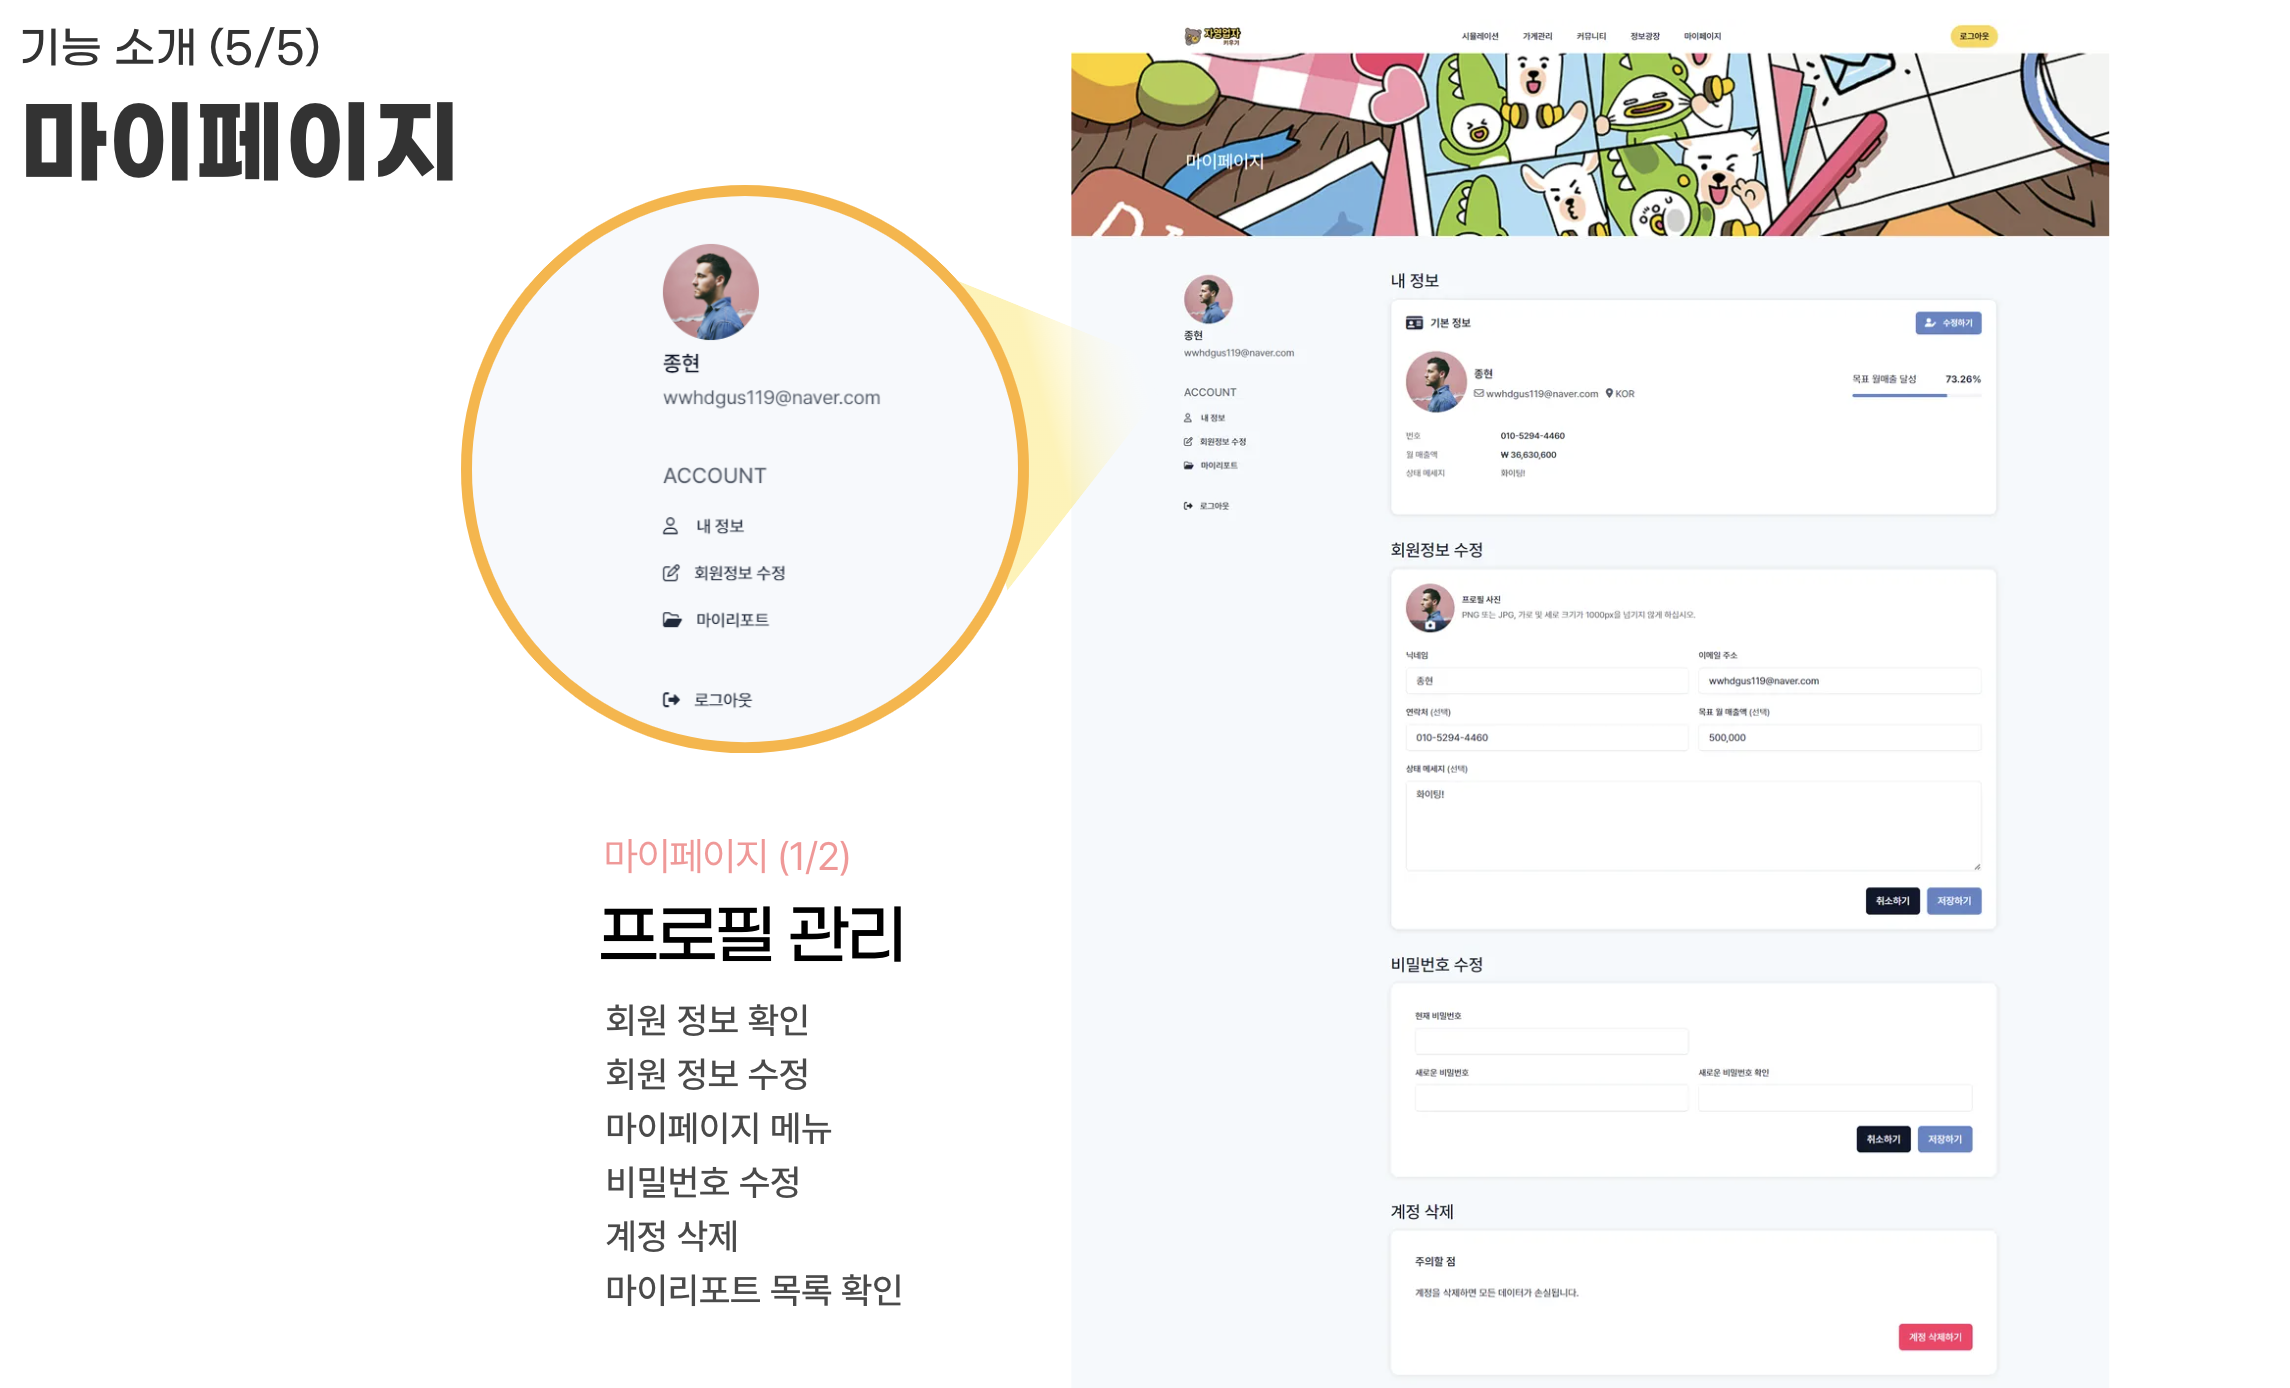 기능 소개 (5/5)
마이페이지
종현
wwhdgus119@naver.com
ACCOUNT
내 정보
회원정보 수정
마이리포트
로그아웃
마이페이지 (1/2)
프로필 관리
회원 정보 확인
회원 정보 수정
마이페이지 메뉴
비밀번호 수정
계정 삭제
마이리포트 목록 확인
자영업자
키우기
시뮬레이션 가게관리 커뮤니티 정보광장 마이페이지
로그아웃
마이페이지
종현
wwhdgus119@naver.com
ACCOUNT
내 정보
회원정보 수정
마이리포트
로그아웃
내 정보
기본 정보
수정하기
종현
wwhdgus119@naver.com KOR
목표 월매출 달성 73.26%
번호 010-5294-4460
월 매출액 ₩ 36,630,600
상태 메세지 화이팅!
회원정보 수정
프로필 사진
PNG 또는 JPG, 가로 및 세로 크기가 1000px을 넘기지 않게 하십시오.
닉네임 이메일 주소
종현 wwhdgus119@naver.com
연락처 (선택) 목표 월 매출액 (선택)
010-5294-4460 500,000
상태 메세지 (선택)
화이팅!
취소하기 저장하기
비밀번호 수정
현재 비밀번호
새로운 비밀번호 새로운 비밀번호 확인
취소하기 저장하기
계정 삭제
주의할 점
계정을 삭제하면 모든 데이터가 손실됩니다.
계정 삭제하기